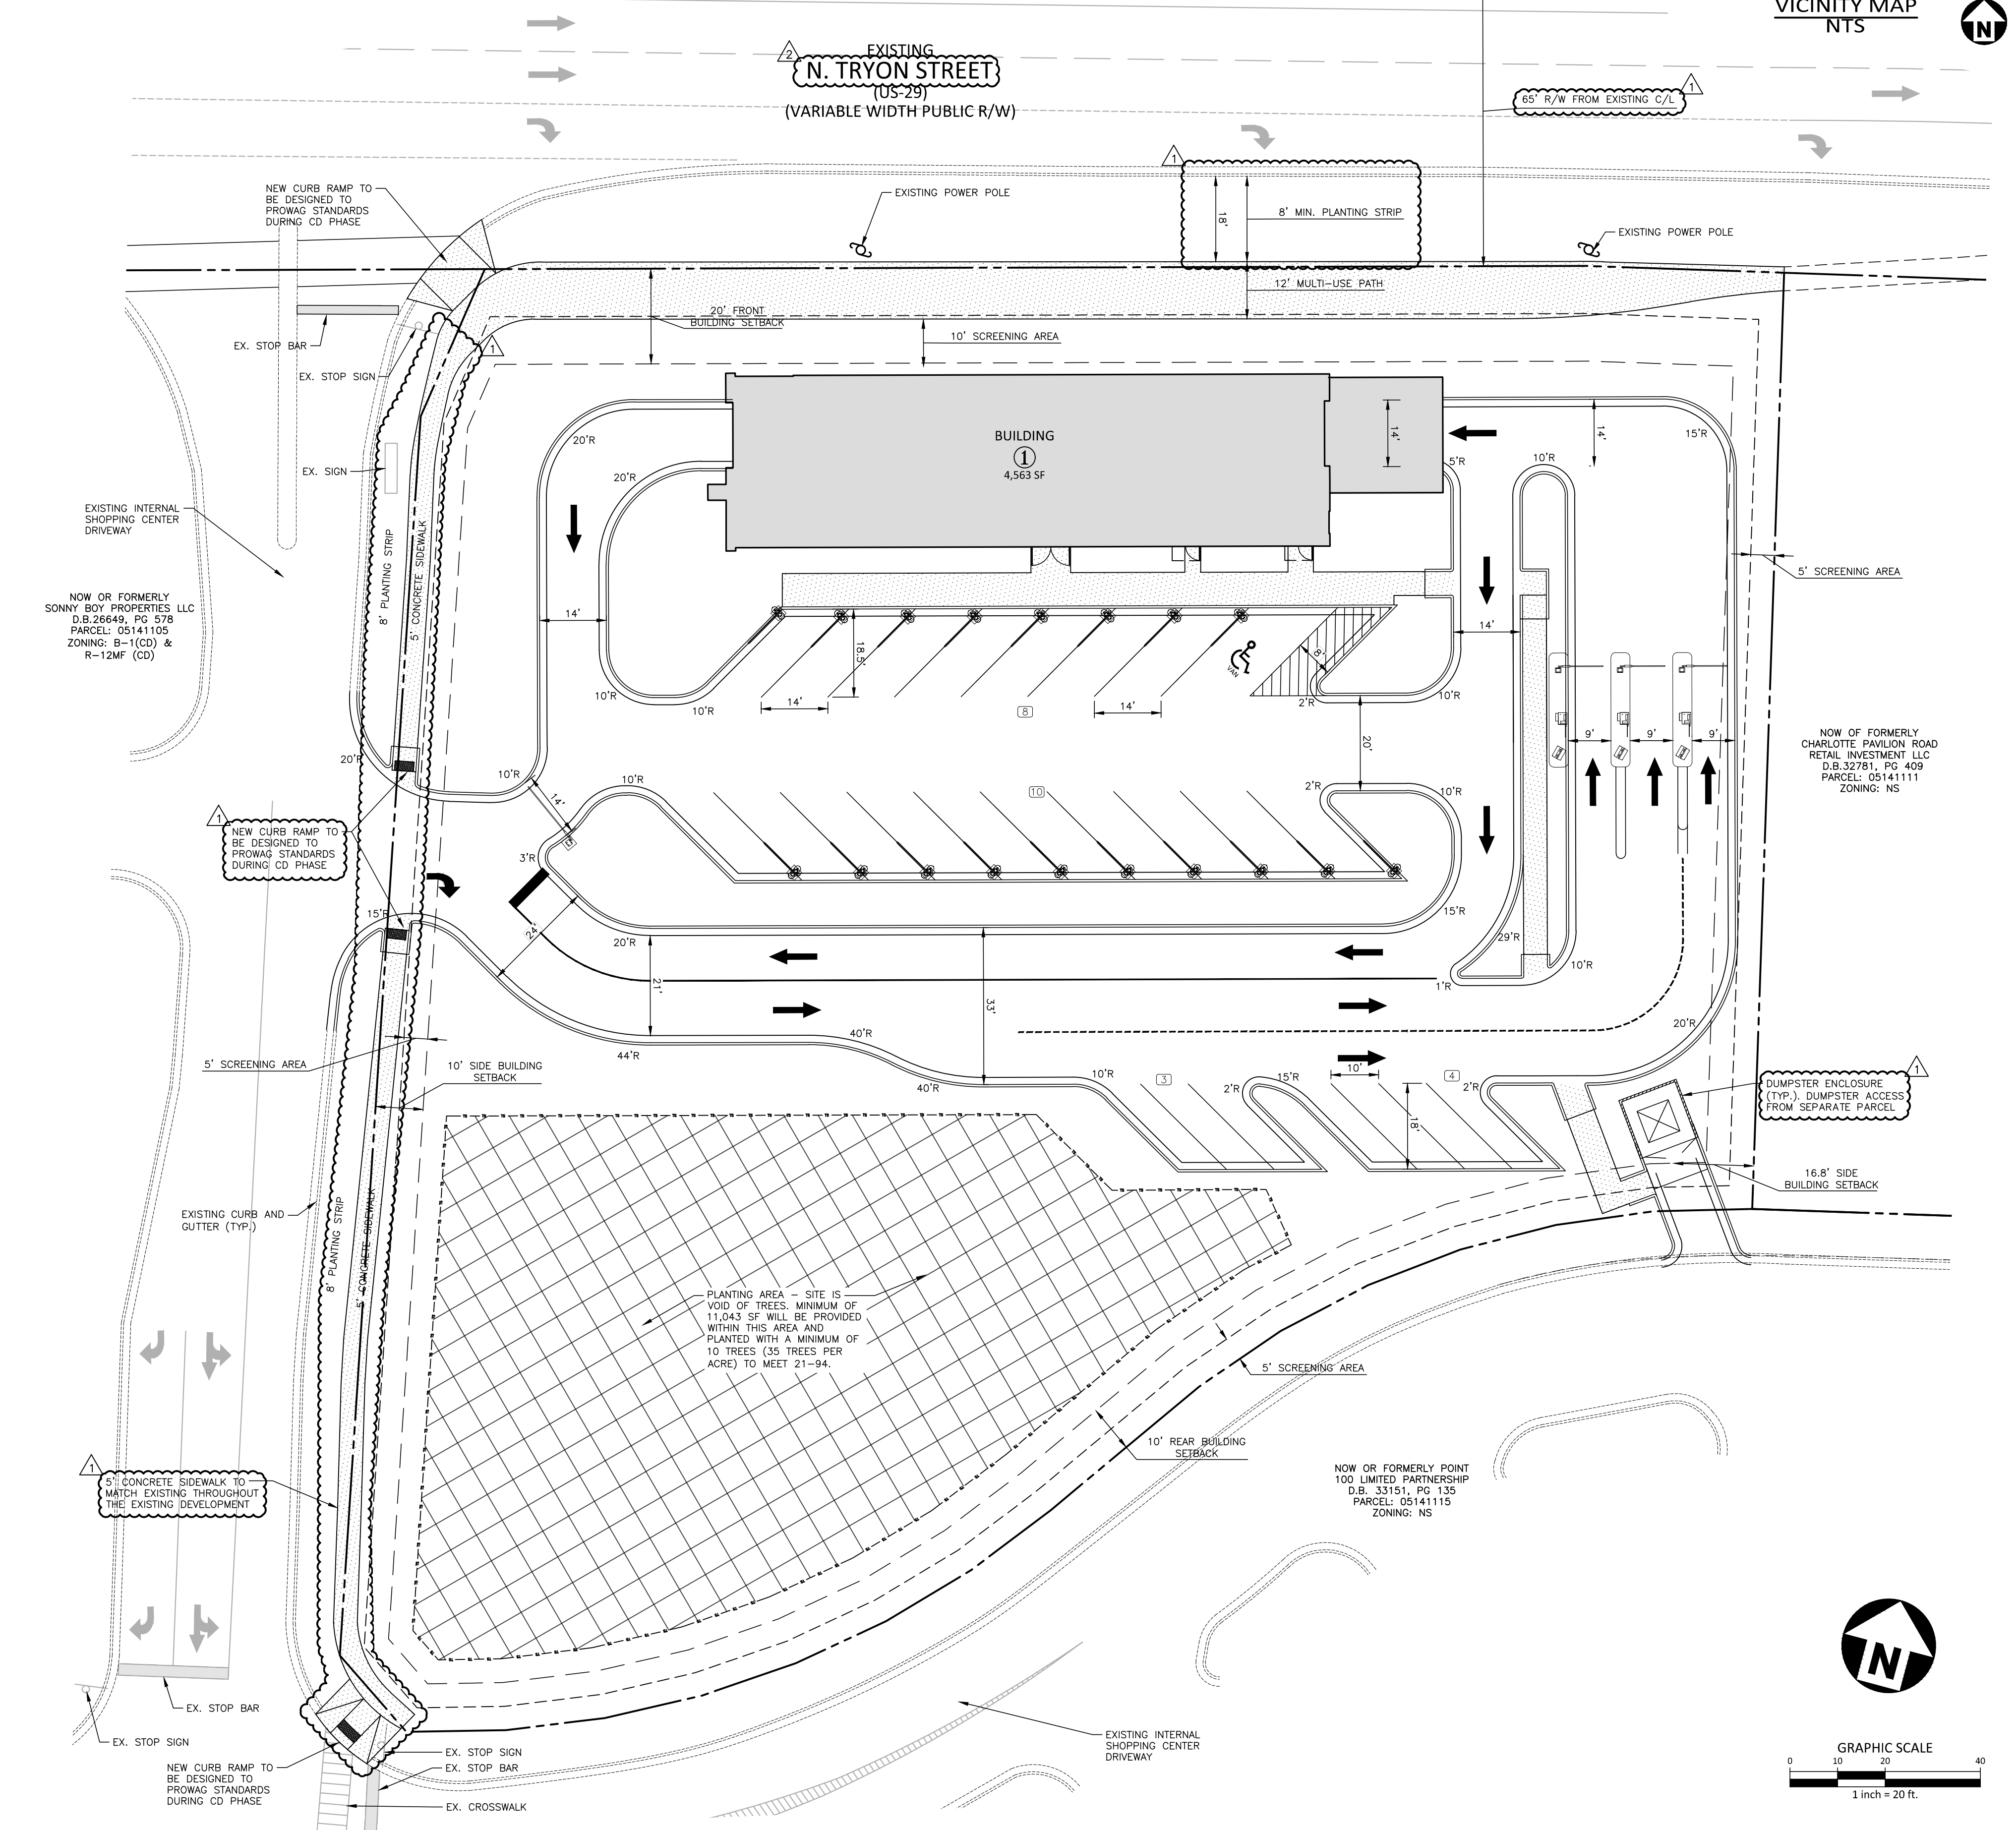 VICINITY MAP
NTS
N
2
EXISTING
N. TRYON STREET
(US-29)
(VARIABLE WIDTH PUBLIC R/W)
1
65' R/W FROM EXISTING C/L
NEW CURB RAMP TO
BE DESIGNED TO
PROWAG STANDARDS
DURING CD PHASE
EXISTING POWER POLE
1
18'
8' MIN. PLANTING STRIP
EXISTING POWER POLE
12' MULTI-USE PATH
20' FRONT
BUILDING SETBACK
10' SCREENING AREA
EX. STOP BAR
1
EX. STOP SIGN
EX. SIGN
EXISTING INTERNAL
SHOPPING CENTER
DRIVEWAY
8' PLANTING STRIP
5' CONCRETE SIDEWALK
NOW OR FORMERLY
SONNY BOY PROPERTIES LLC
D.B.26649, PG 578
PARCEL: 05141105
ZONING: B-1(CD) &
R-12MF (CD)
20'R
20'R
BUILDING
1
4,563 SF
14'
14'
15'R
5'R
10'R
5' SCREENING AREA
14'
18.5'
8'
VAN
14'
10'R
10'R
14'
8
14'
2'R
10'R
20'
9'
9'
9'
NOW OF FORMERLY
CHARLOTTE PAVILION ROAD
RETAIL INVESTMENT LLC
D.B.32781, PG 409
PARCEL: 05141111
ZONING: NS
20'R
10'R
10'R
14'
10
2'R
10'R
1
NEW CURB RAMP TO
BE DESIGNED TO
PROWAG STANDARDS
DURING CD PHASE
3'R
15'R
24'
20'R
15'R
29'R
10'R
1'R
21'
33'
20'R
40'R
44'R
40'R
5' SCREENING AREA
10' SIDE BUILDING
SETBACK
10'R
3
2'R
15'R
10'
4
2'R
18'
1
DUMPSTER ENCLOSURE
(TYP.). DUMPSTER ACCESS
FROM SEPARATE PARCEL
16.8' SIDE
BUILDING SETBACK
EXISTING CURB AND
GUTTER (TYP.)
8' PLANTING STRIP
5' CONCRETE SIDEWALK
PLANTING AREA – SITE IS
VOID OF TREES. MINIMUM OF
11,043 SF WILL BE PROVIDED
WITHIN THIS AREA AND
PLANTED WITH A MINIMUM OF
10 TREES (35 TREES PER
ACRE) TO MEET 21-94.
5' SCREENING AREA
10' REAR BUILDING
SETBACK
NOW OR FORMERLY POINT
100 LIMITED PARTNERSHIP
D.B. 33151, PG 135
PARCEL: 05141115
ZONING: NS
1
5' CONCRETE SIDEWALK TO
MATCH EXISTING THROUGHOUT
THE EXISTING DEVELOPMENT
N
EX. STOP BAR
EX. STOP SIGN
NEW CURB RAMP TO
BE DESIGNED TO
PROWAG STANDARDS
DURING CD PHASE
EX. STOP SIGN
EX. STOP BAR
EX. CROSSWALK
EXISTING INTERNAL
SHOPPING CENTER
DRIVEWAY
GRAPHIC SCALE
0 10 20 40
1 inch = 20 ft.